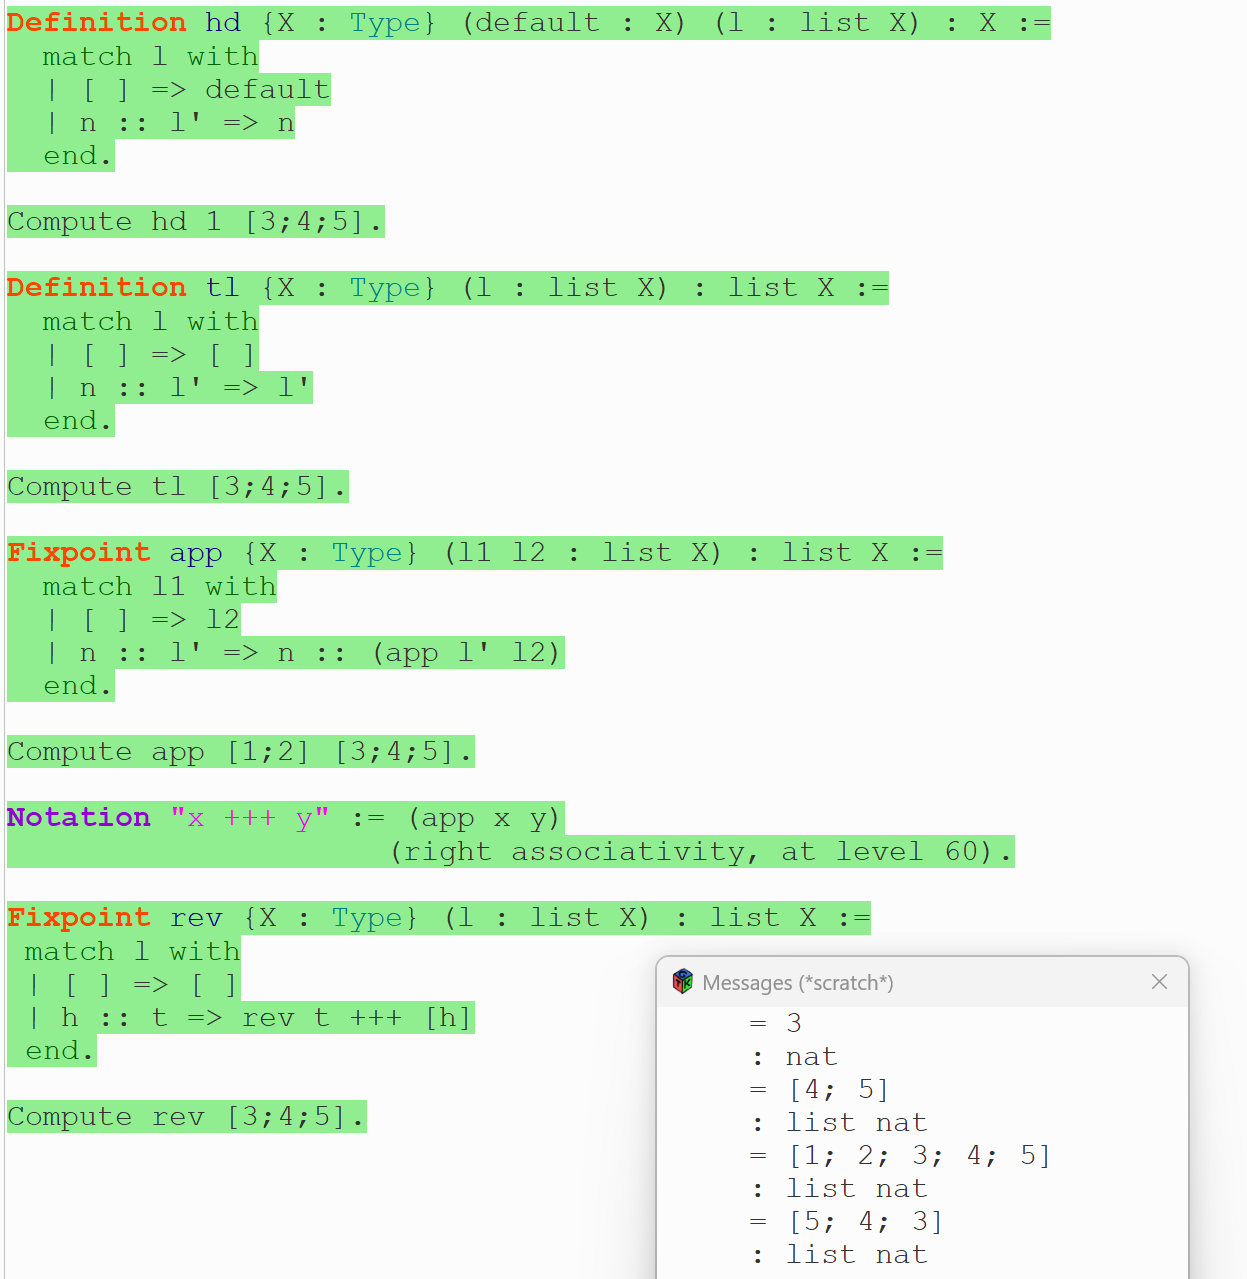 Definition hd {X : Type} (default : X) (l : list X) : X :=
  match l with
  | [ ] => default
  | n :: l' => n
  end.
Compute hd 1 [3;4;5].
Definition tl {X : Type} (l : list X) : list X :=
  match l with
  | [ ] => [ ]
  | n :: l' => l'
  end.
Compute tl [3;4;5].
Fixpoint app {X : Type} (l1 l2 : list X) : list X :=
  match l1 with
  | [ ] => l2
  | n :: l' => n :: (app l' l2)
  end.
Compute app [1;2] [3;4;5].
Notation "x +++ y" := (app x y)
                     (right associativity, at level 60).
Fixpoint rev {X : Type} (l : list X) : list X :=
 match l with
 | [ ] => [ ]
 | h :: t => rev t +++ [h]
 end.
Compute rev [3;4;5].
Messages (*scratch*)
= 3
: nat
= [4; 5]
: list nat
= [1; 2; 3; 4; 5]
: list nat
= [5; 4; 3]
: list nat